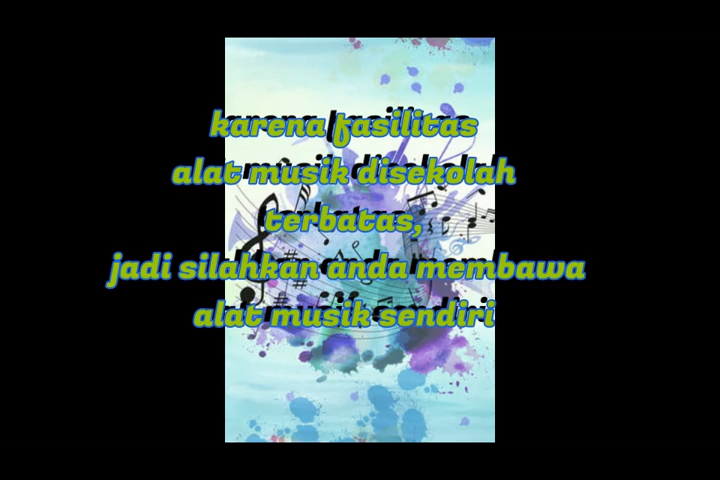 karena fasilitas
alat musik disekolah
terbatas,
jadi silahkan anda membawa
alat musik sendiri